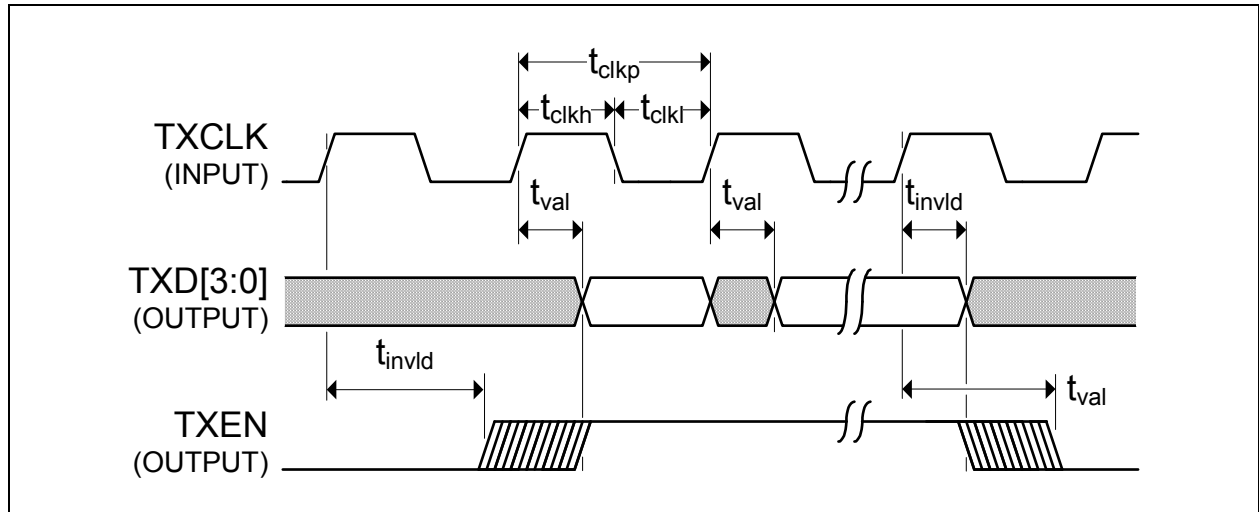 tclkp
tclkh tclkl
TXCLK
(INPUT)
tval tval tinvld
TXD[3:0]
(OUTPUT)
tinvld
tval
TXEN
(OUTPUT)